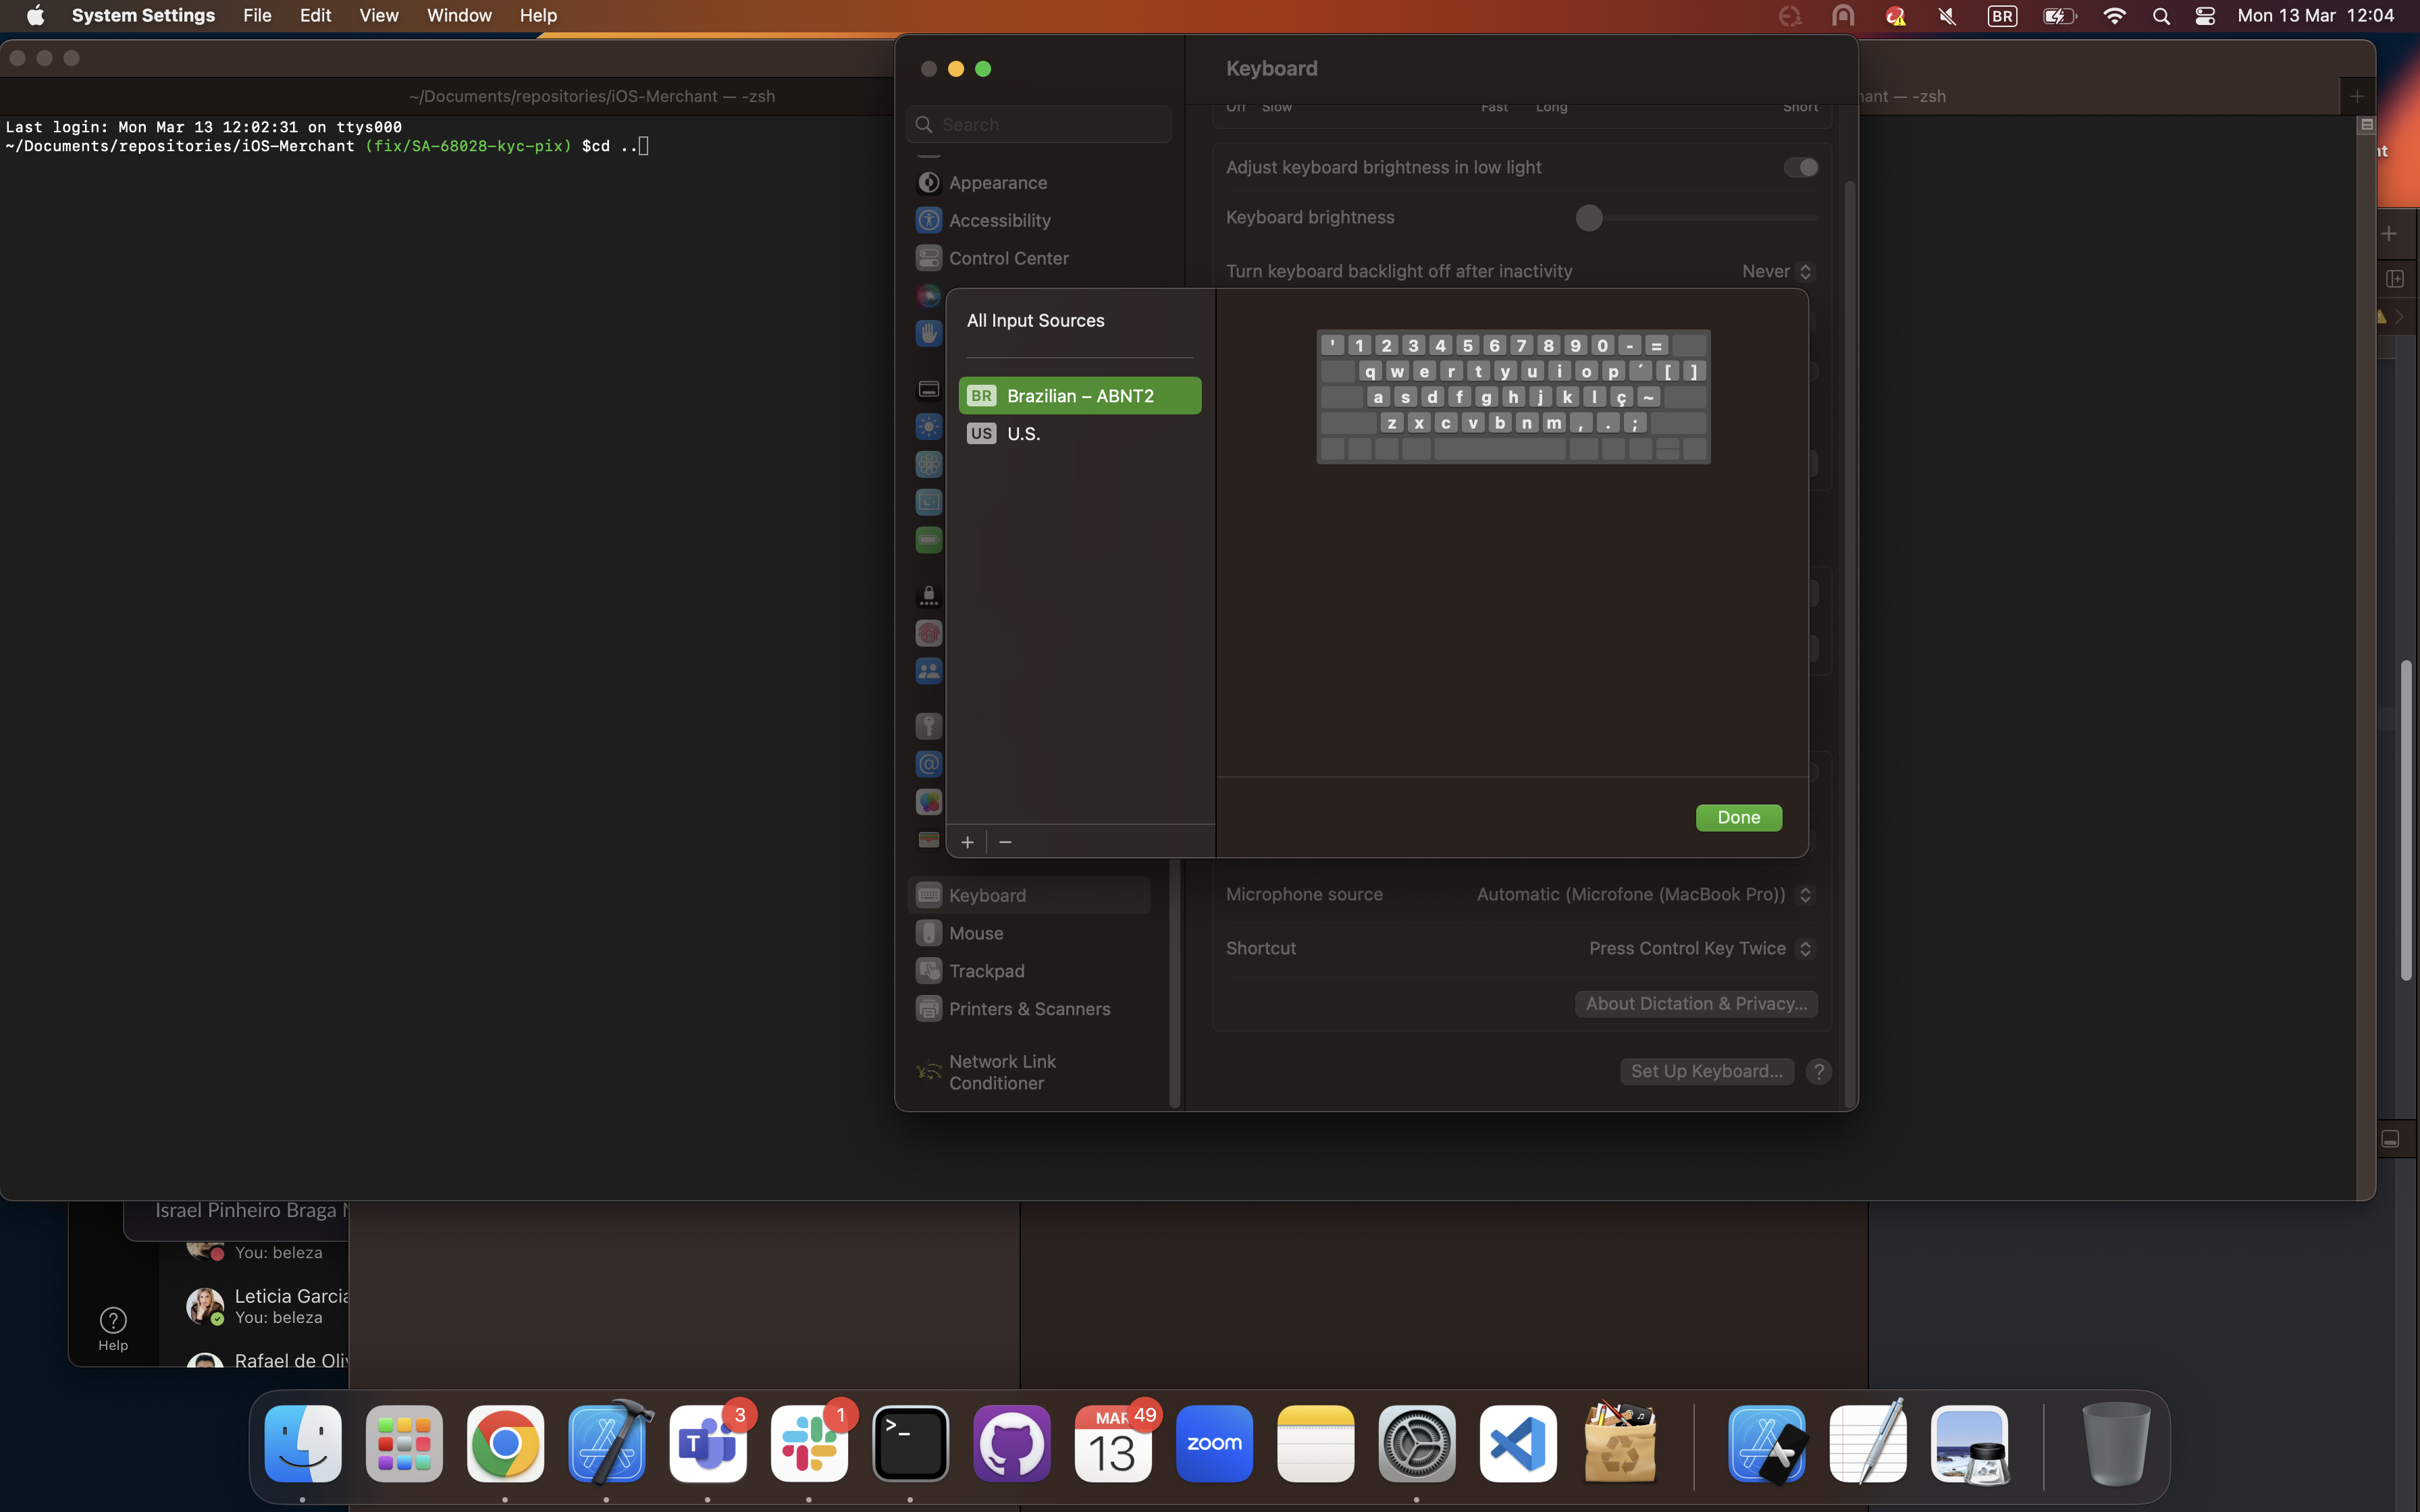 System Settings File Edit View Window Help BR Mon 13 Mar 12:04
~/Documents/repositories/iOS-Merchant — -zsh
ant — -zsh
Last login: Mon Mar 13 12:02:31 on ttys000
~/Documents/repositories/iOS-Merchant (fix/SA-68028-kyc-pix) $cd ..
Search
Appearance
Accessibility
Control Center
Keyboard
Mouse
Trackpad
Printers & Scanners
Network Link
Conditioner
Keyboard
Off Slow Fast Long Short
Adjust keyboard brightness in low light
Keyboard brightness
Turn keyboard backlight off after inactivity Never
All Input Sources
BR Brazilian – ABNT2
US U.S.
+ −
' 1 2 3 4 5 6 7 8 9 0 - =
q w e r t y u i o p ´ [ ]
a s d f g h j k l ç ~
z x c v b n m , . ;
Done
Microphone source Automatic (Microfone (MacBook Pro))
Shortcut Press Control Key Twice
About Dictation & Privacy...
Set Up Keyboard... ?
Israel Pinheiro Braga
You: beleza
Leticia Garcia
You: beleza
Rafael de
Help
3
1
MAR 49
13
zoom